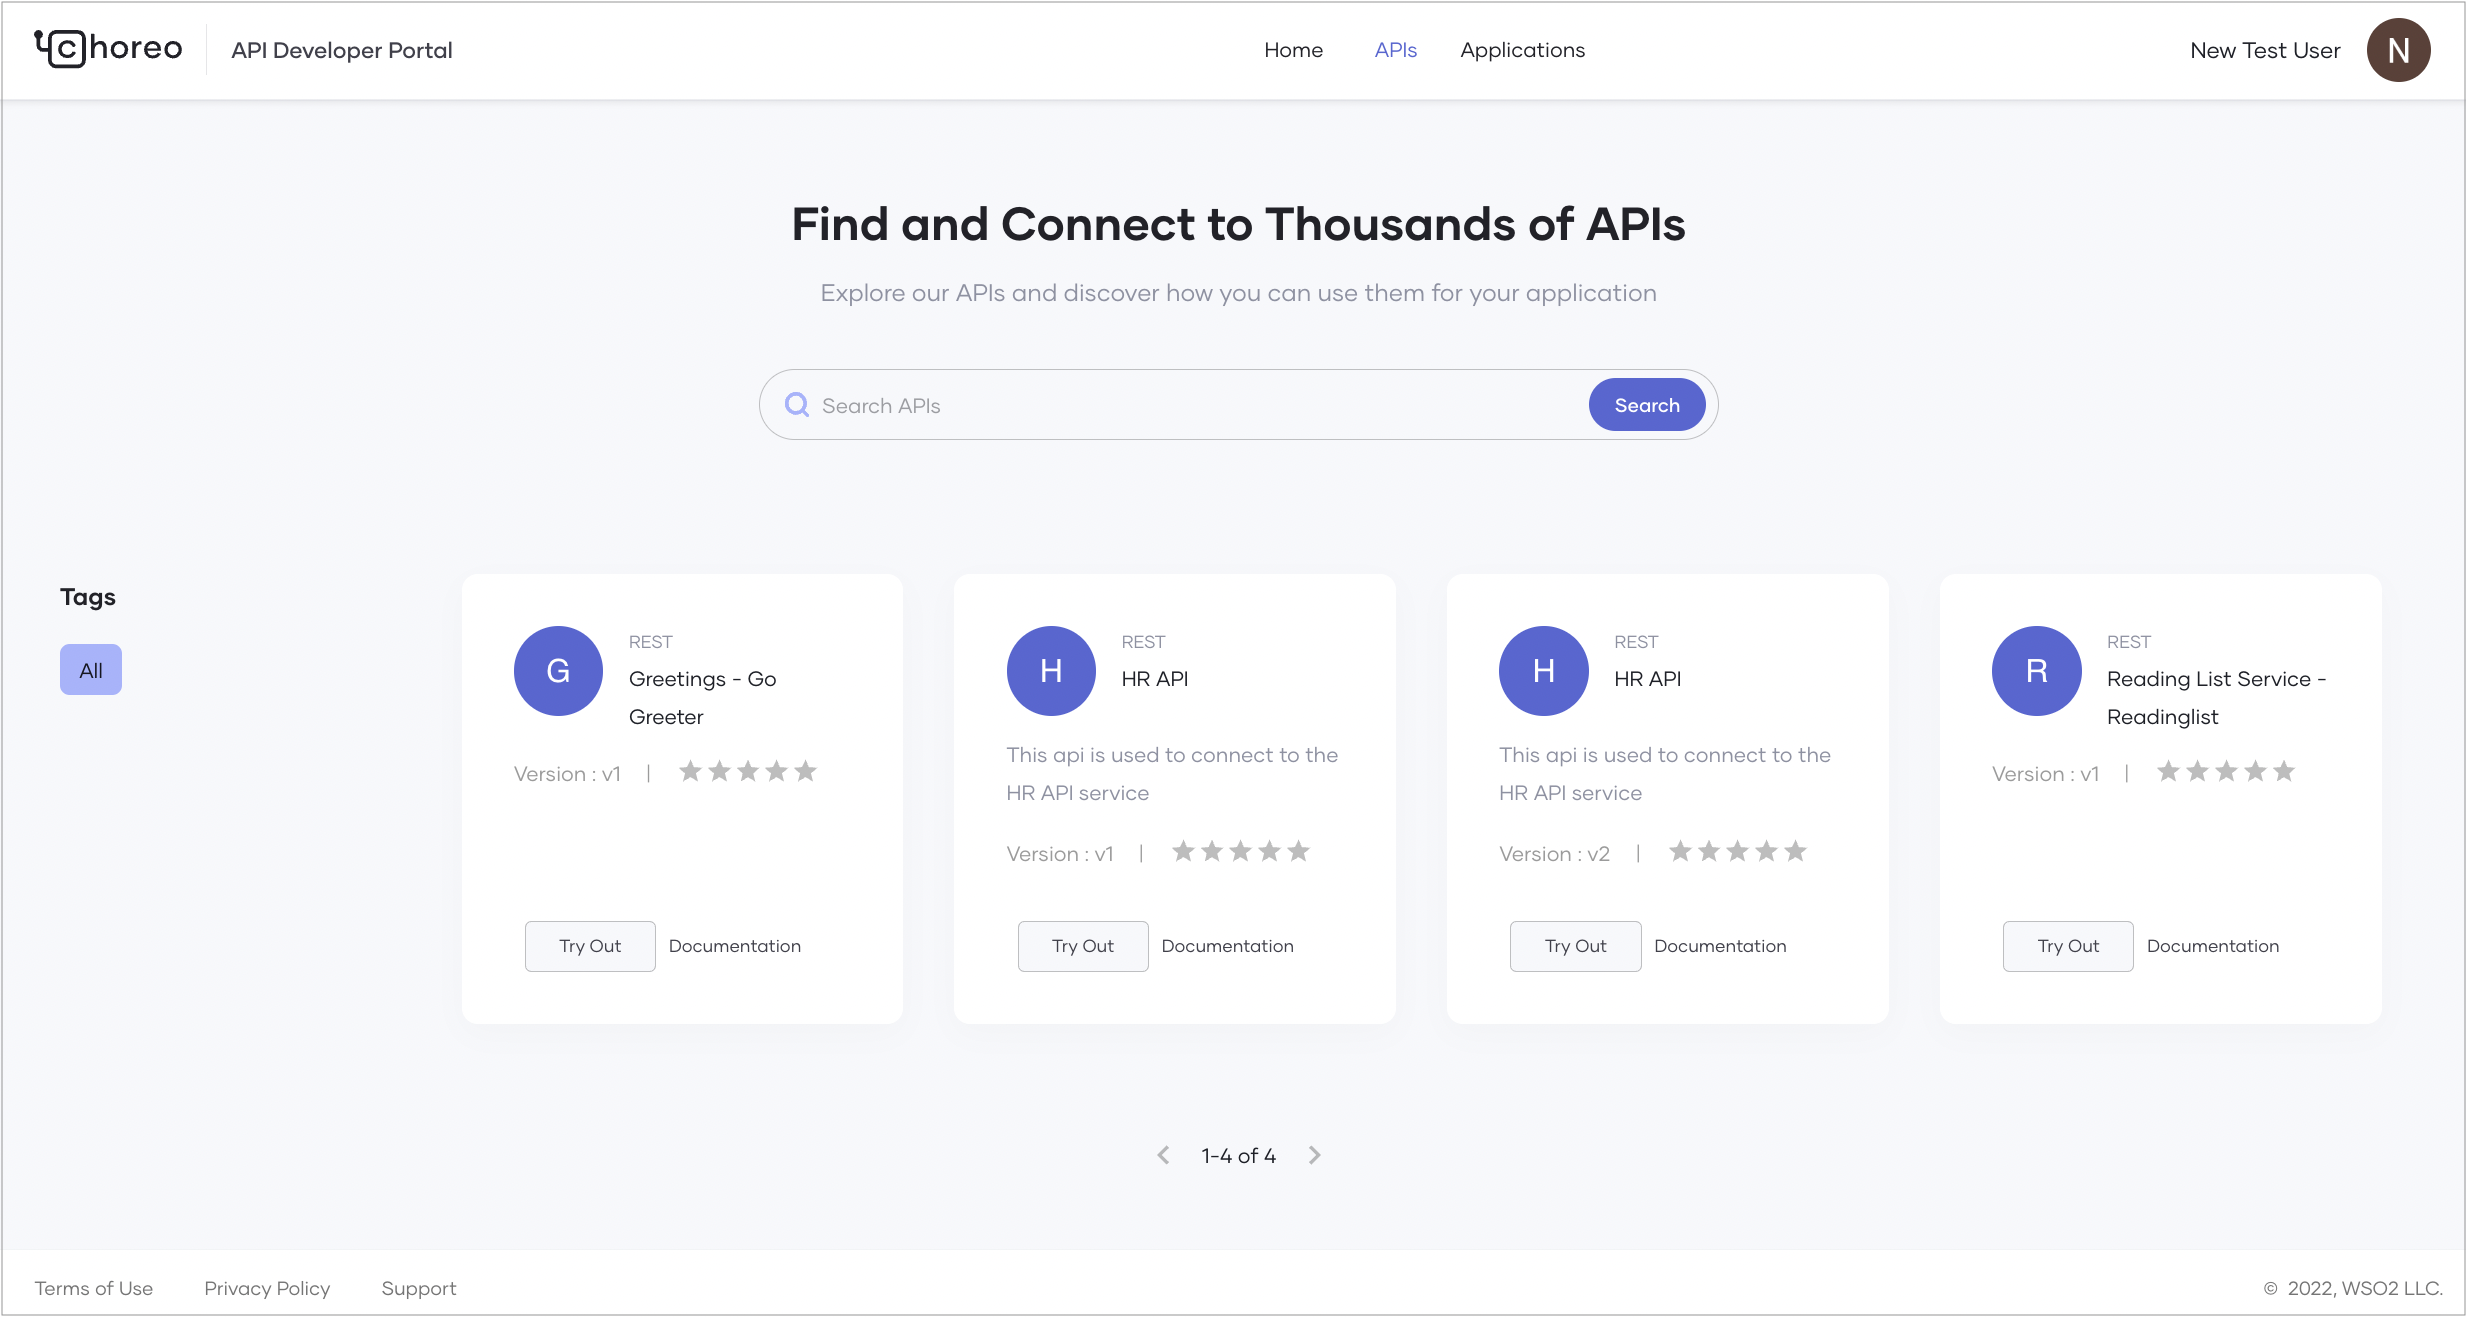 choreo
API Developer Portal
Home
APIs
Applications
New Test User
N
Find and Connect to Thousands of APIs
Explore our APIs and discover how you can use them for your application
Search APIs
Search
Tags
All
G
REST
Greetings - Go
Greeter
Version : v1 |
Try Out
Documentation
H
REST
HR API
This api is used to connect to the
HR API service
Version : v1 |
Try Out
Documentation
H
REST
HR API
This api is used to connect to the
HR API service
Version : v2 |
Try Out
Documentation
R
REST
Reading List Service -
Readinglist
Version : v1 |
Try Out
Documentation
1-4 of 4
Terms of Use
Privacy Policy
Support
© 2022, WSO2 LLC.